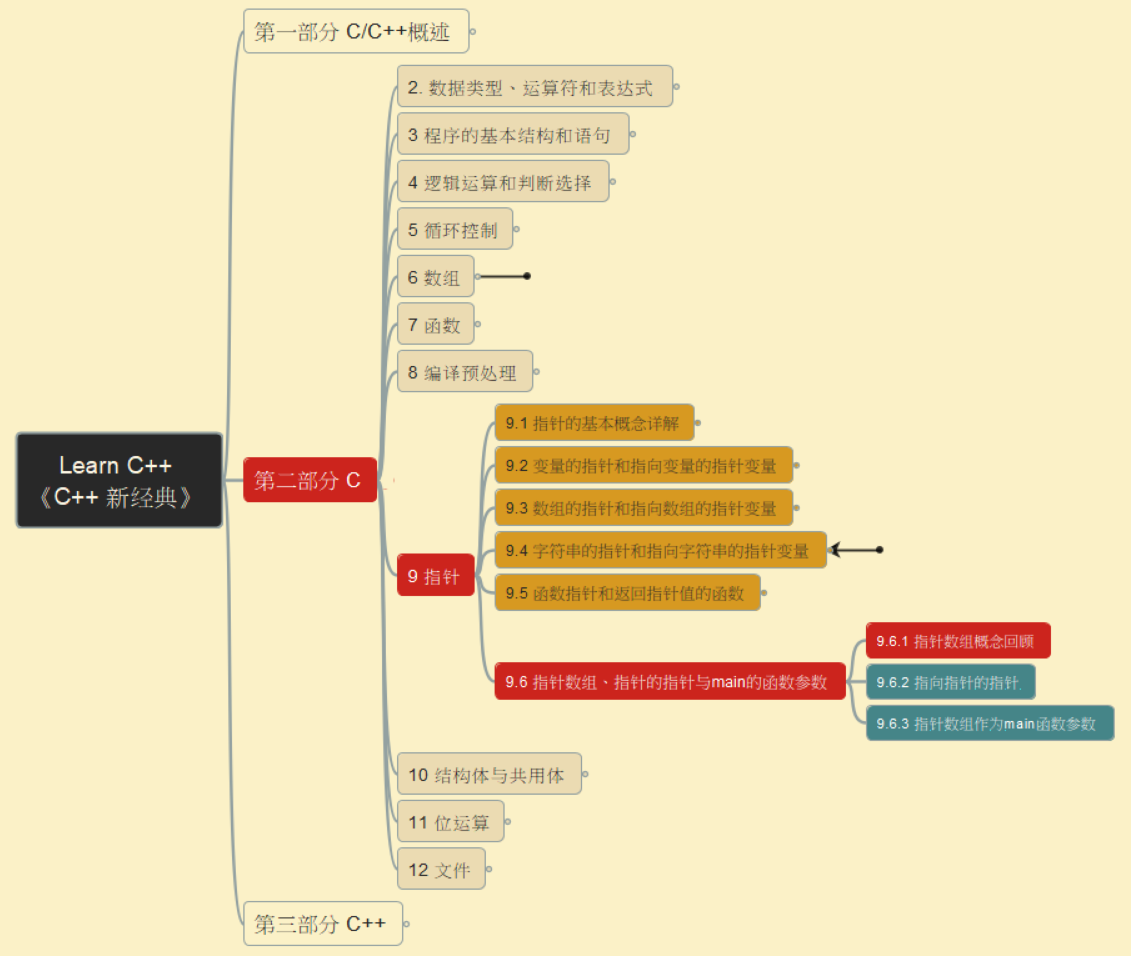 Learn C++
《C++ 新经典》
第一部分 C/C++概述
第二部分 C
2. 数据类型、运算符和表达式
3 程序的基本结构和语句
4 逻辑运算和判断选择
5 循环控制
6 数组
7 函数
8 编译预处理
9 指针
9.1 指针的基本概念详解
9.2 变量的指针和指向变量的指针变量
9.3 数组的指针和指向数组的指针变量
9.4 字符串的指针和指向字符串的指针变量
9.5 函数指针和返回指针值的函数
9.6 指针数组、指针的指针与main的函数参数
9.6.1 指针数组概念回顾
9.6.2 指向指针的指针
9.6.3 指针数组作为main函数参数
10 结构体与共用体
11 位运算
12 文件
第三部分 C++